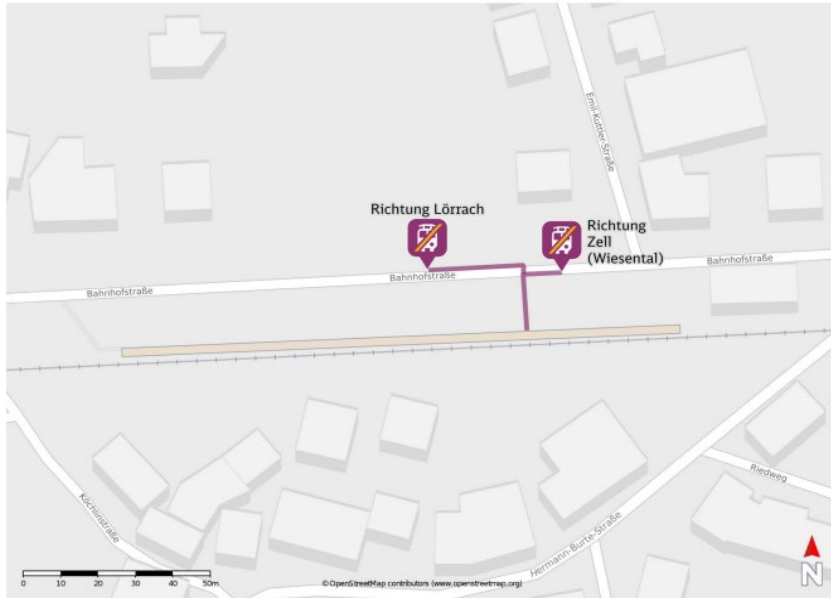 Emil-Kuttler-Straße
Richtung Lörrach
Richtung
Zell
(Wiesental)
Bahnhofstraße
Bahnhofstraße
Bahnhofstraße
Riedweg
Köchlinstraße
Hermann-Burte-Straße
0 10 20 30 40 50m
© OpenStreetMap contributors (www.openstreetmap.org)
N